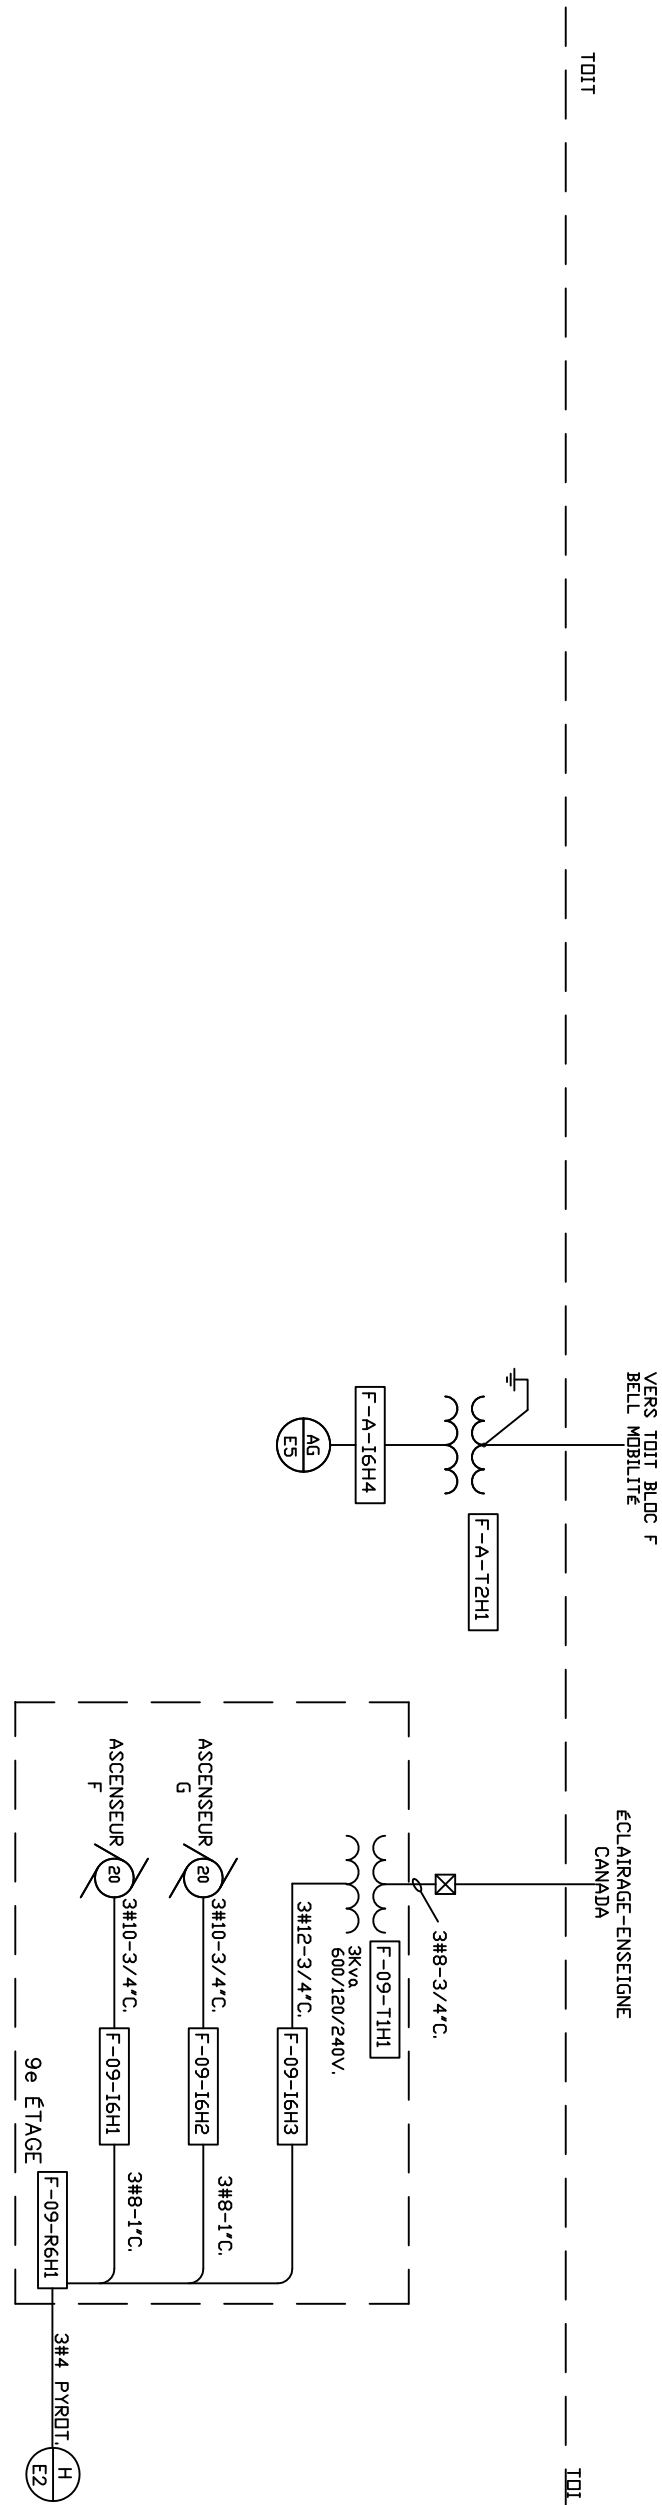 TOIT
VERS TOIT BLOC F
BELL MOBILITÉ
F-A-T2H1
F-A-I6H4
AG
E5
ÉCLAIRAGE-ENSEIGNE
CANADA
3#8-3/4"C.
F-09-T1H1
3Kva
600/120/240V.
3#12-3/4"C.
F-09-I6H3
ASCENSEUR
G
20
3#10-3/4"C.
F-09-I6H2
3#8-1"C.
ASCENSEUR
F
20
3#10-3/4"C.
F-09-I6H1
3#8-1"C.
9e ÉTAGE
F-09-R6H1
3#4 PYROT.
H
E2
TOI